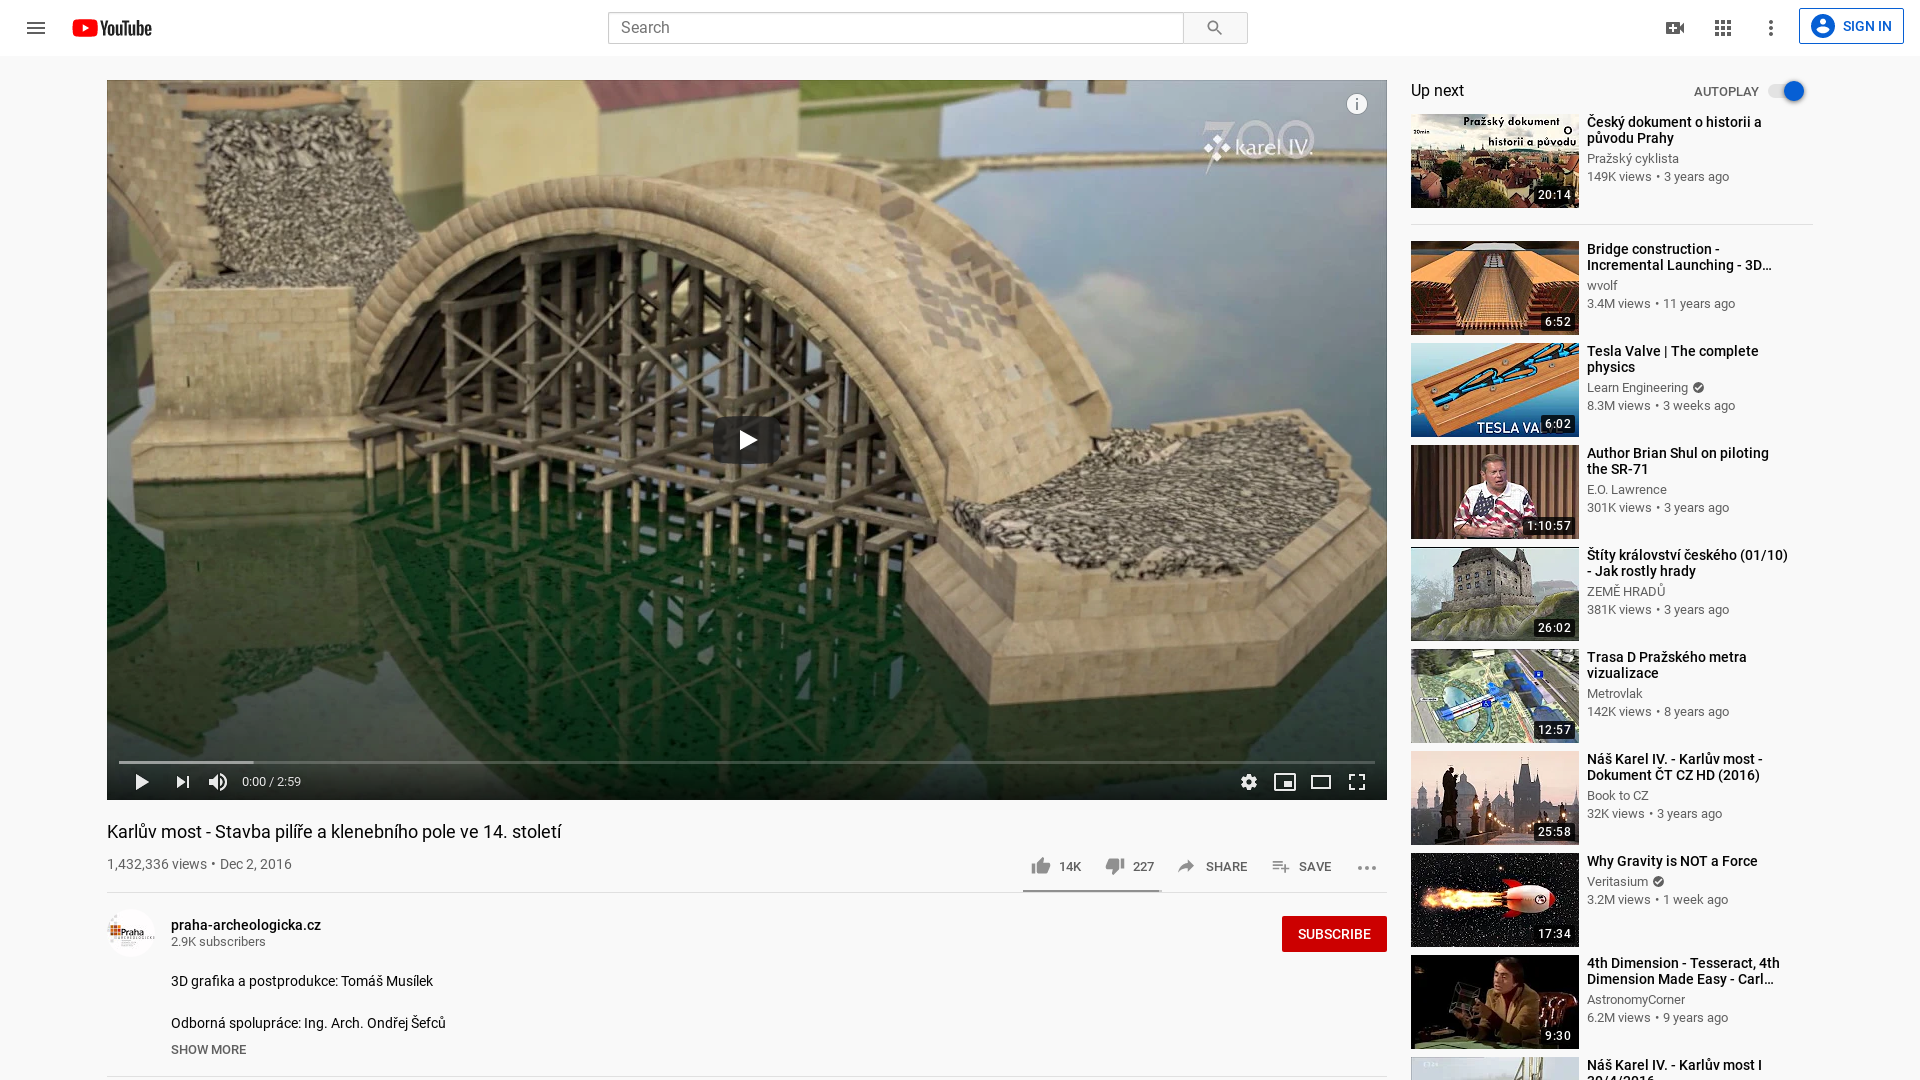 YouTube
Search
SIGN IN
700
karel IV.
0:00 / 2:59
Karlův most - Stavba pilíře a klenebního pole ve 14. století
1,432,336 views • Dec 2, 2016
14K
227
SHARE
SAVE
praha-archeologicka.cz
2.9K subscribers
SUBSCRIBE
3D grafika a postprodukce: Tomáš Musílek
Odborná spolupráce: Ing. Arch. Ondřej Šefců
SHOW MORE
Up next
AUTOPLAY
20min
Pražský dokument
O
historii a původu
20:14
Český dokument o historii a
původu Prahy
Pražský cyklista
149K views • 3 years ago
6:52
Bridge construction -
Incremental Launching - 3D…
wvolf
3.4M views • 11 years ago
TESLA VA
6:02
Tesla Valve | The complete
physics
Learn Engineering
8.3M views • 3 weeks ago
1:10:57
Author Brian Shul on piloting
the SR-71
E.O. Lawrence
301K views • 3 years ago
26:02
Štíty království českého (01/10)
- Jak rostly hrady
ZEMĚ HRADŮ
381K views • 3 years ago
12:57
Trasa D Pražského metra
vizualizace
Metrovlak
142K views • 8 years ago
25:58
Náš Karel IV. - Karlův most -
Dokument ČT CZ HD (2016)
Book to CZ
32K views • 3 years ago
17:34
Why Gravity is NOT a Force
Veritasium
3.2M views • 1 week ago
9:30
4th Dimension - Tesseract, 4th
Dimension Made Easy - Carl…
AstronomyCorner
6.2M views • 9 years ago
Náš Karel IV. - Karlův most I
30/4/2016